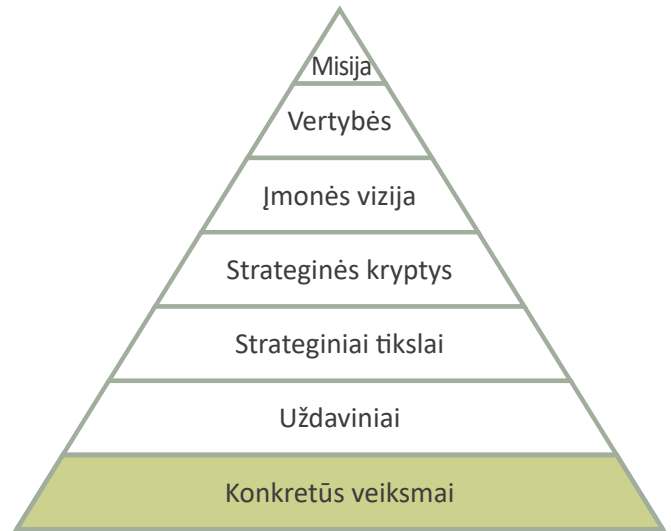 Misija
Vertybės
Įmonės vizija
Strateginės kryptys
Strateginiai tikslai
Uždaviniai
Konkretūs veiksmai